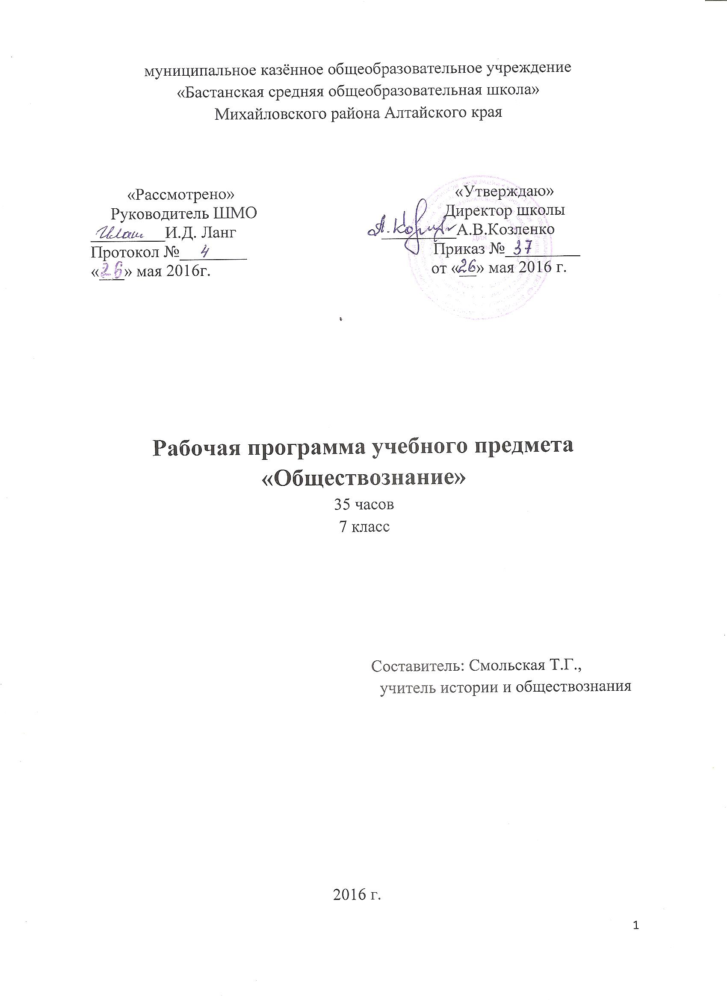 муниципальное казённое общеобразовательное учреждение
«Бастанская средняя общеобразовательная школа»
Михайловского района Алтайского края
«Рассмотрено»
Руководитель ШМО
И.Д. Ланг
Протокол № 4
«26» мая 2016г.
«Утверждаю»
Директор школы
А.В.Козленко
Приказ № 37
от «26» мая 2016 г.
Рабочая программа учебного предмета
«Обществознание»
35 часов
7 класс
Составитель: Смольская Т.Г.,
учитель истории и обществознания
2016 г.
1